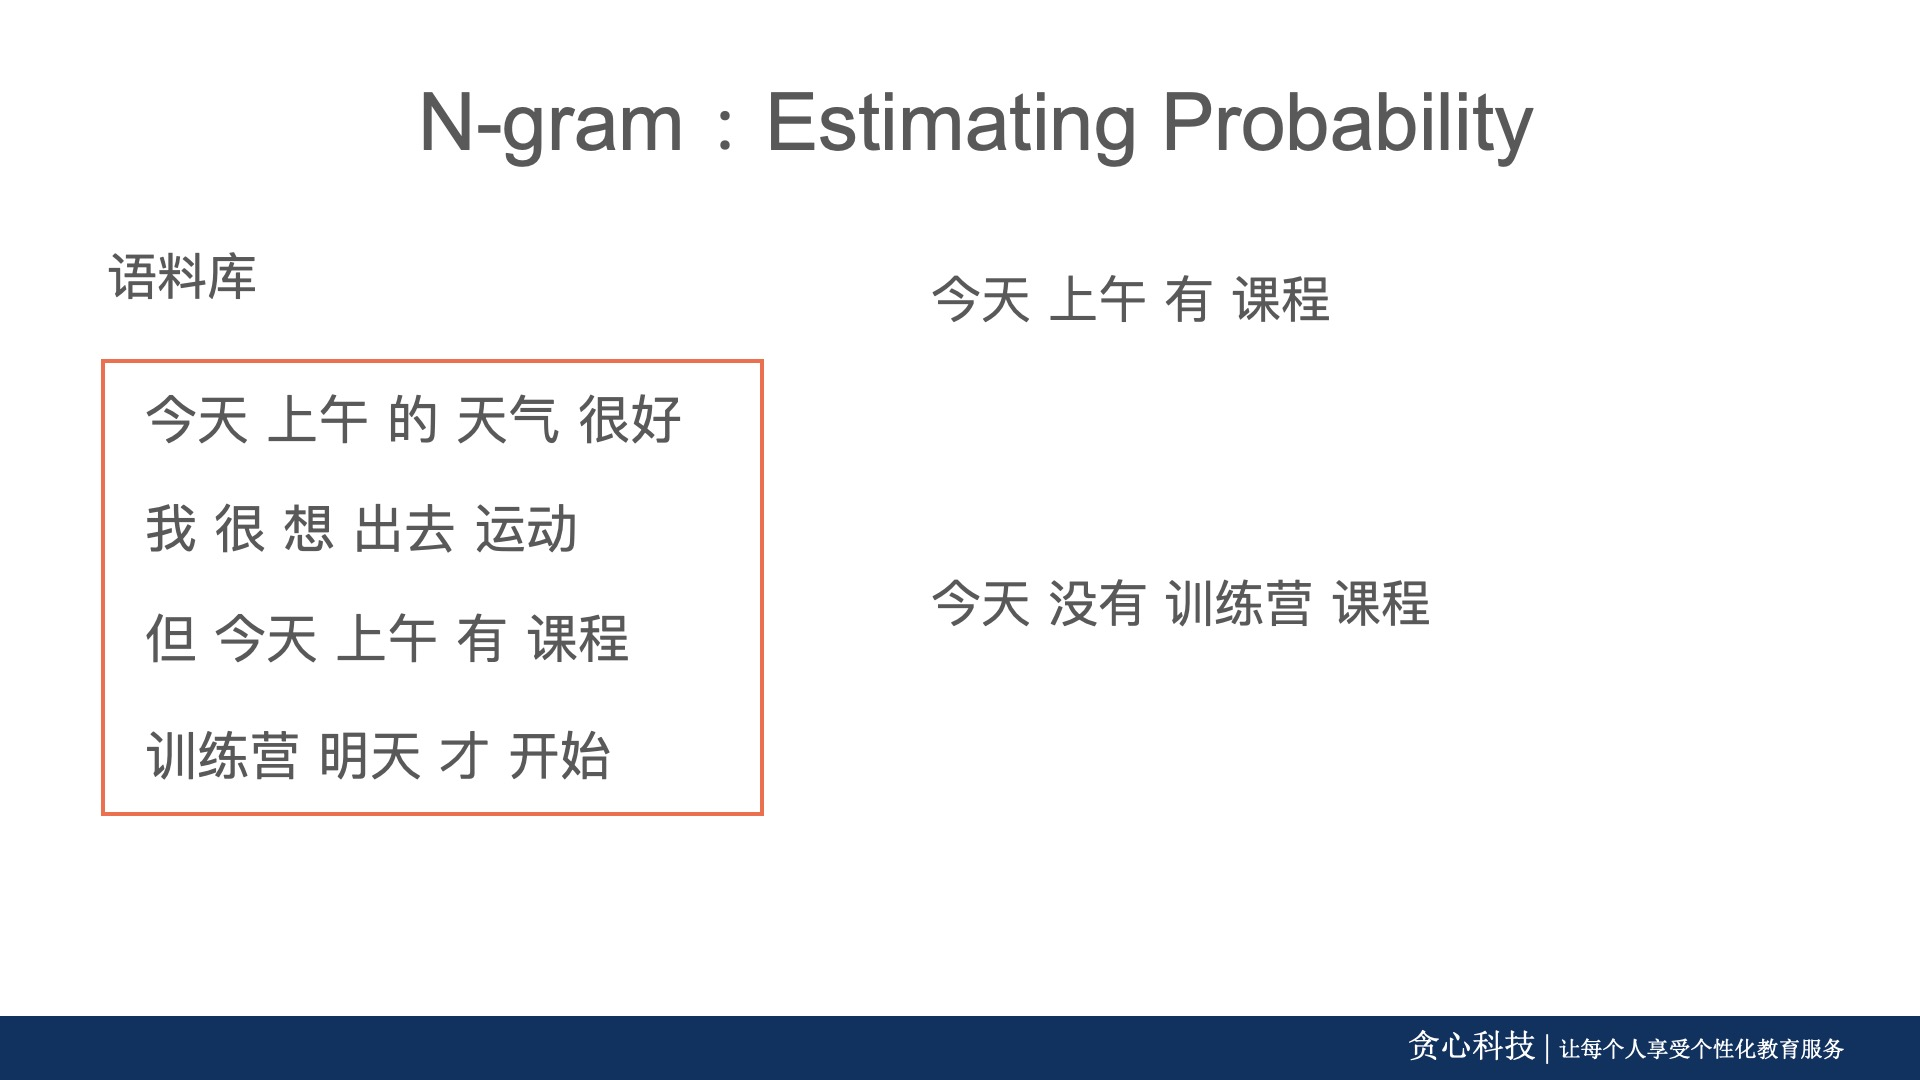 N-gram：Estimating Probability
语料库
今天 上午 的 天气 很好
我 很 想 出去 运动
但 今天 上午 有 课程
训练营 明天 才 开始
今天 上午 有 课程
今天 没有 训练营 课程
贪心科技 | 让每个人享受个性化教育服务